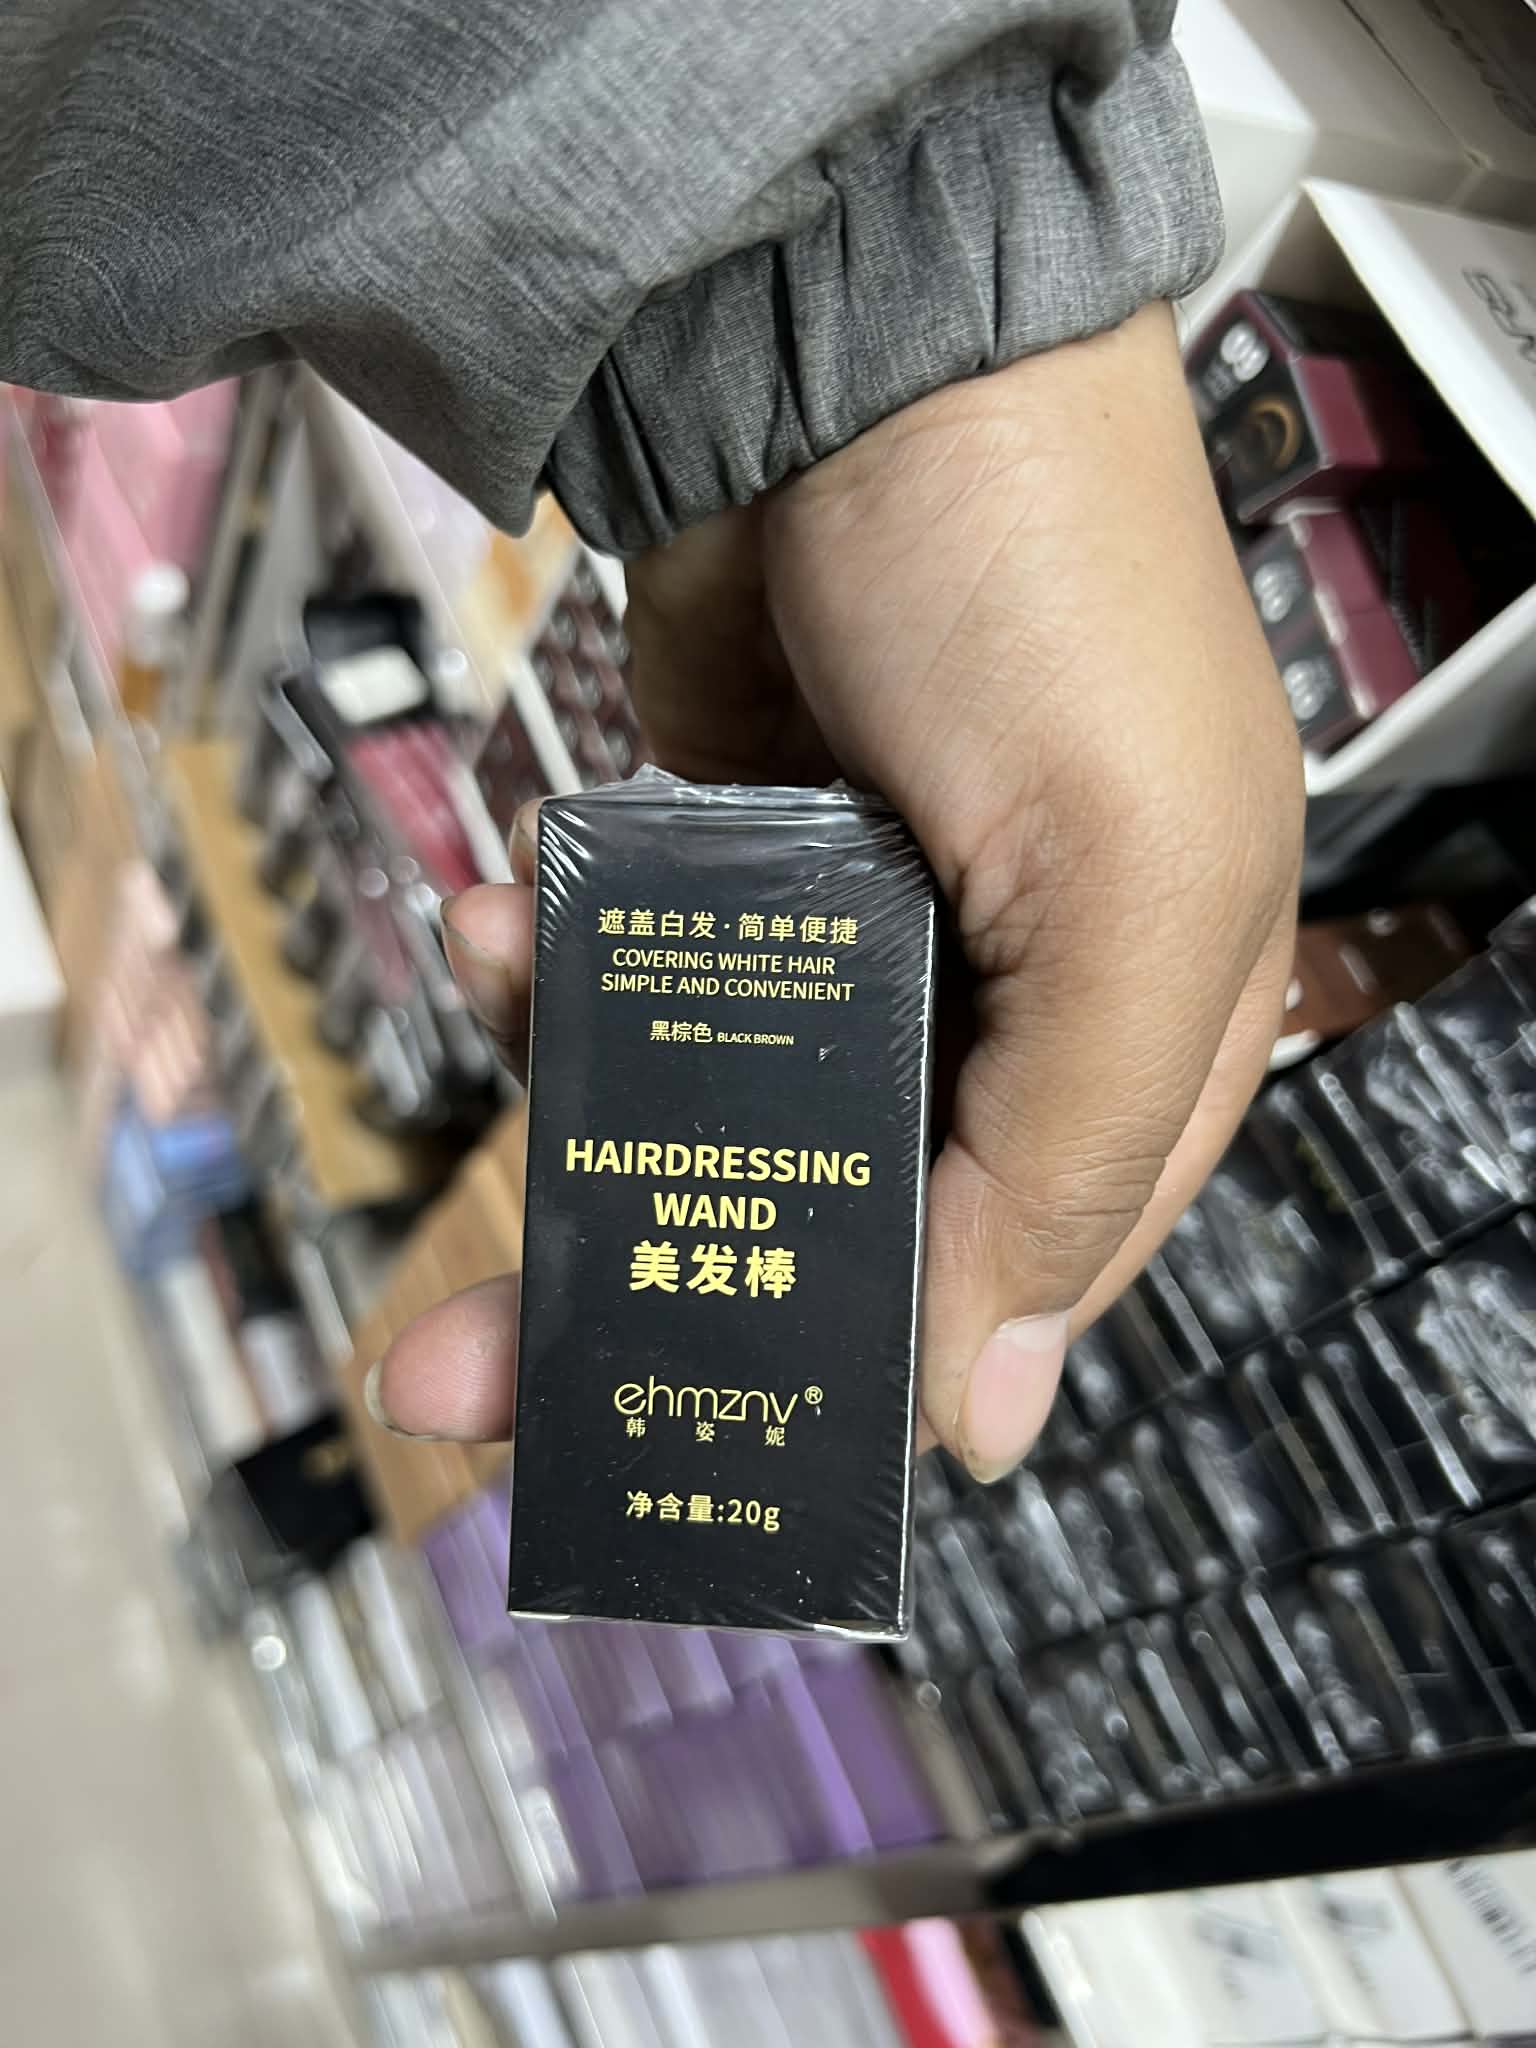 遮盖白发·简单便捷
COVERING WHITE HAIR
SIMPLE AND CONVENIENT
黑棕色 BLACK BROWN
HAIRDRESSING
WAND
美发棒
ehmznv®
韩姿妮
净含量:20g